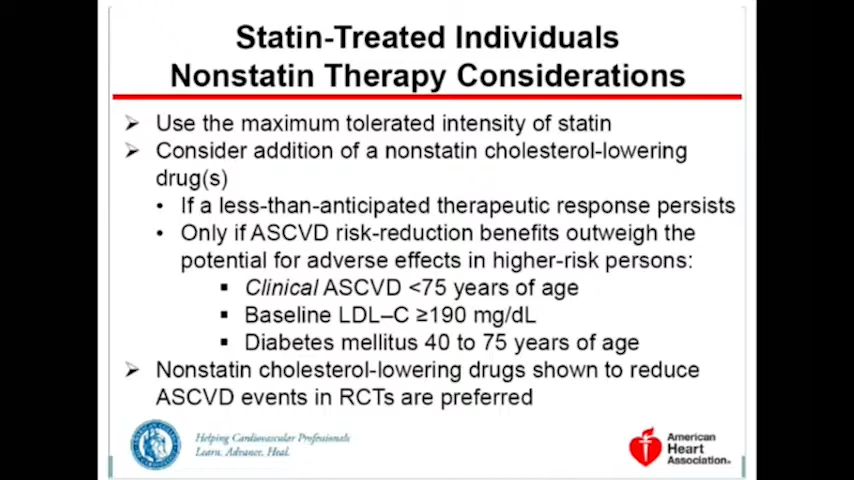 Statin-Treated Individuals
Nonstatin Therapy Considerations
➢ Use the maximum tolerated intensity of statin
➢ Consider addition of a nonstatin cholesterol-lowering
drug(s)
• If a less-than-anticipated therapeutic response persists
• Only if ASCVD risk-reduction benefits outweigh the
potential for adverse effects in higher-risk persons:
▪ Clinical ASCVD <75 years of age
▪ Baseline LDL–C ≥190 mg/dL
▪ Diabetes mellitus 40 to 75 years of age
➢ Nonstatin cholesterol-lowering drugs shown to reduce
ASCVD events in RCTs are preferred
Helping Cardiovascular Professionals
Learn. Advance. Heal.
American
Heart
Association®